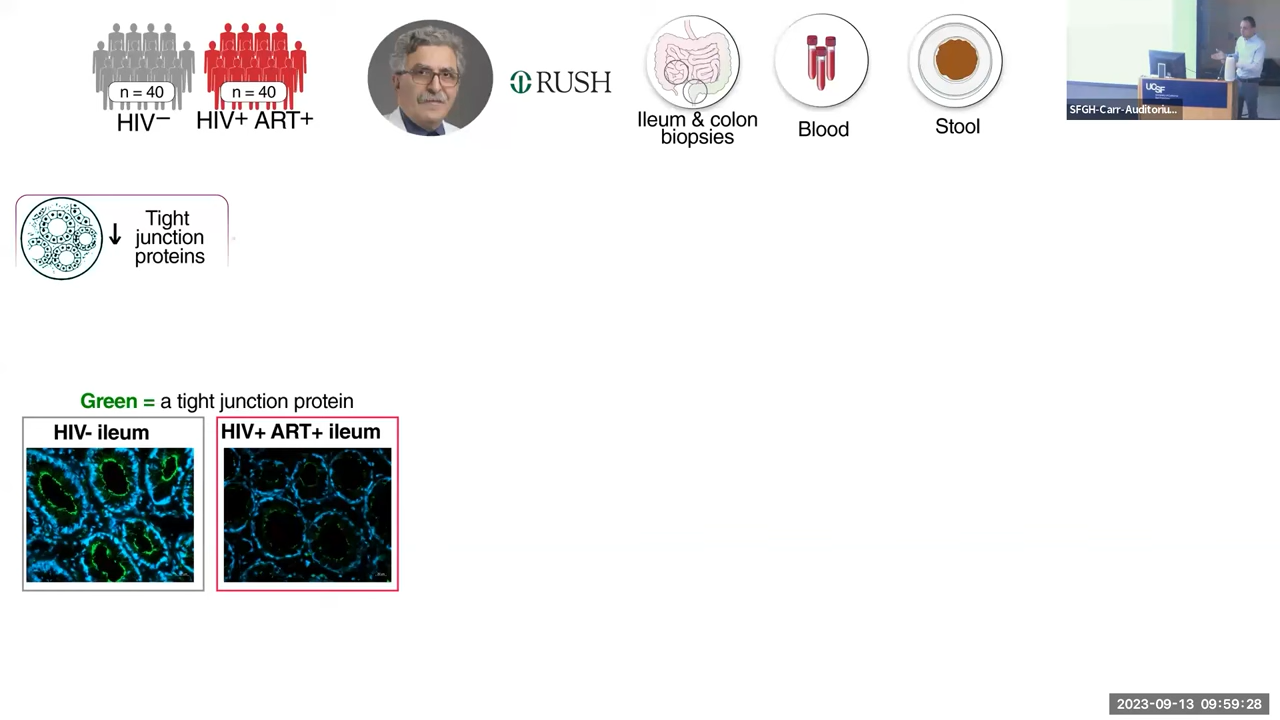 n = 40
n = 40
HIV–
HIV+ ART+
RUSH
Ileum & colon
biopsies
Blood
Stool
UCSF
SFGH-Carr-Auditoriu...
↓ Tight
junction
proteins
Green = a tight junction protein
HIV- ileum
HIV+ ART+ ileum
2023-09-13 09:59:28